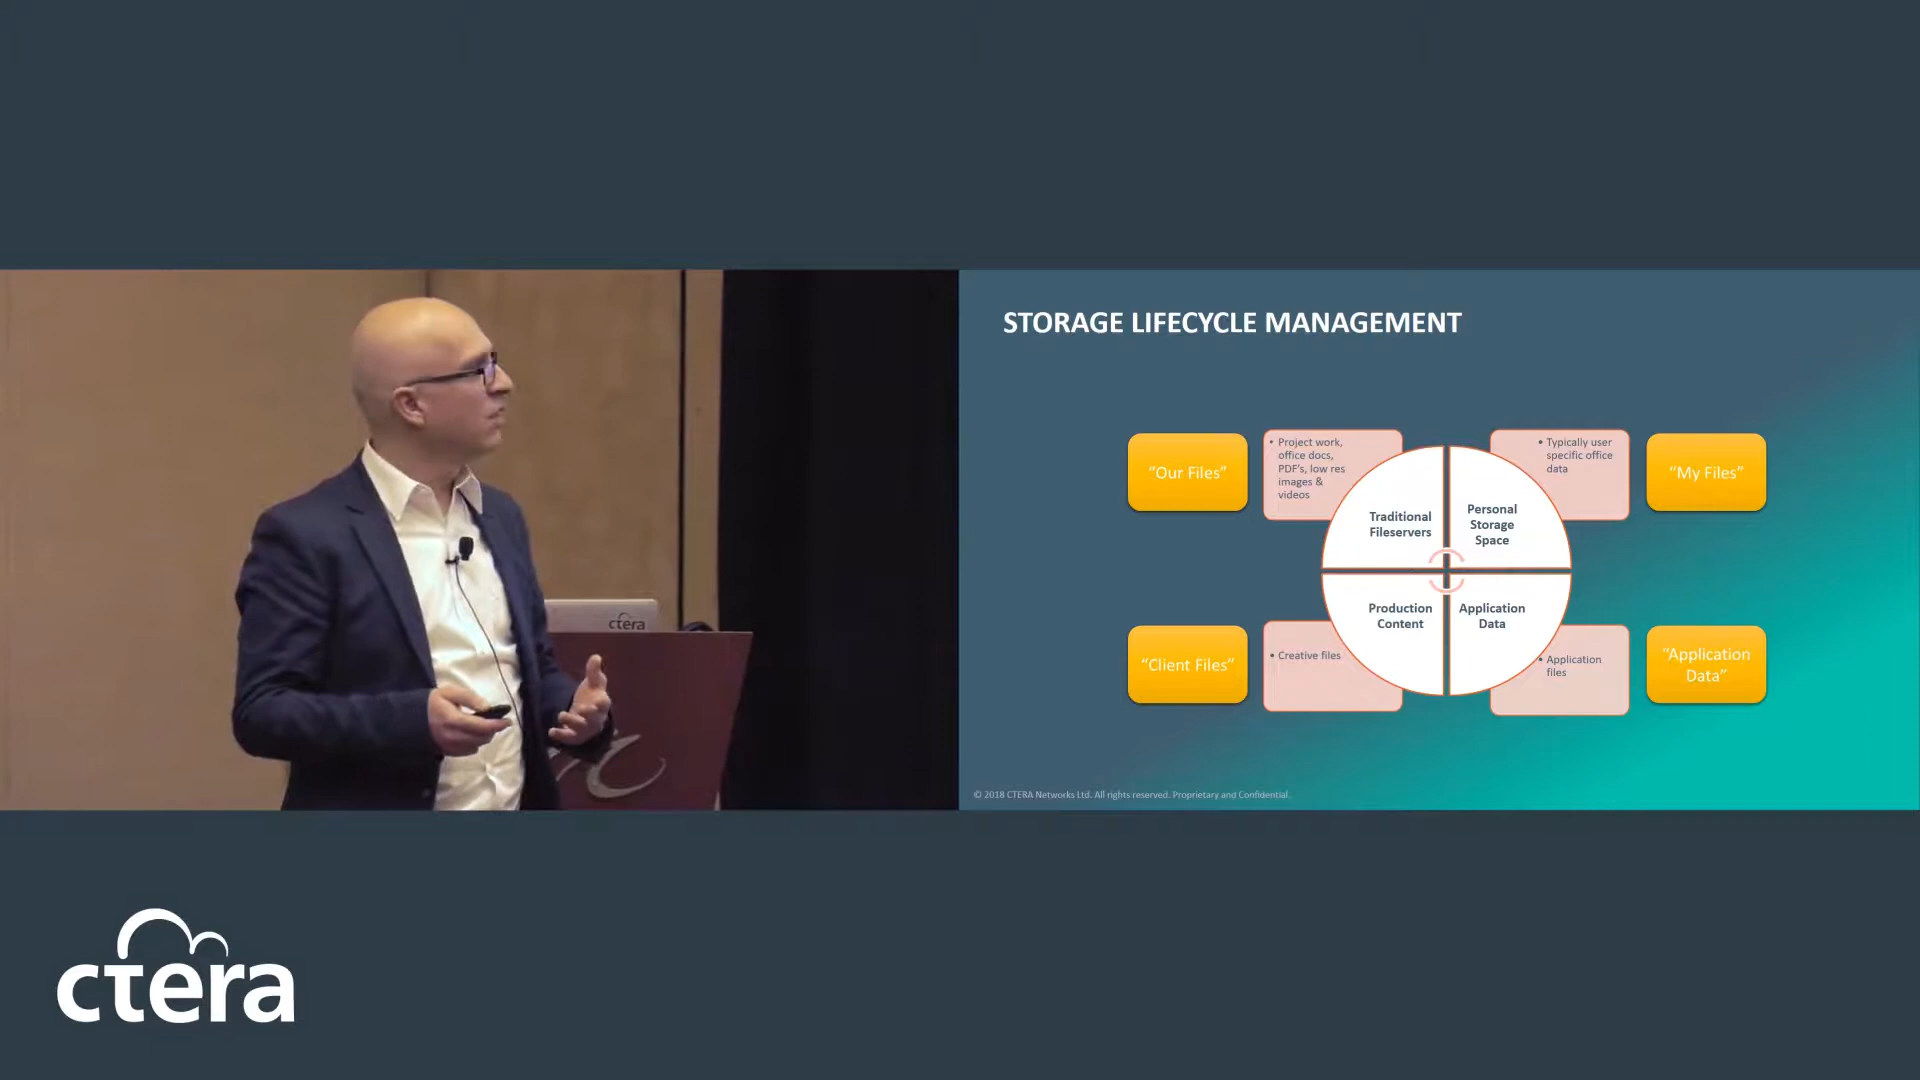 STORAGE LIFECYCLE MANAGEMENT
“Our Files”
• Project work,
office docs,
PDF's, low res
images &
videos
• Typically user
specific office
data
“My Files”
Traditional
Fileservers
Personal
Storage
Space
Production
Content
Application
Data
“Client Files”
• Creative files
• Application
files
“Application
Data”
© 2018 CTERA Networks Ltd. All rights reserved. Proprietary and Confidential.
ctera
ctera